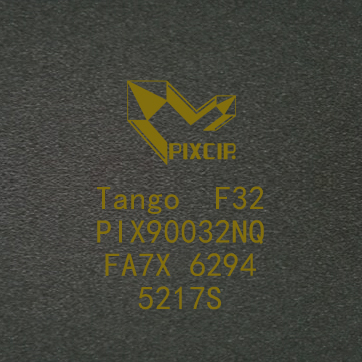 PIXCIR
Tango F32
PIX90032NQ
FA7X 6294
5217S